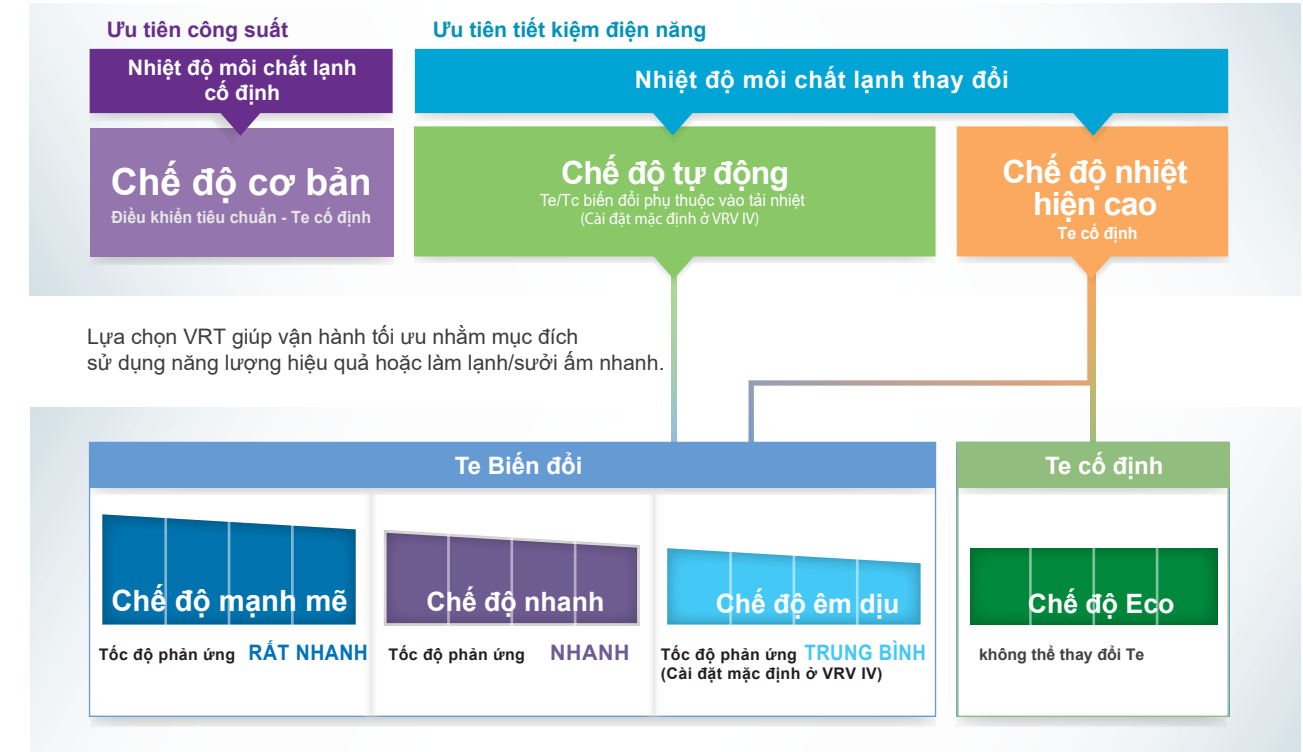 Ưu tiên công suất
Ưu tiên tiết kiệm điện năng
Nhiệt độ môi chất lạnh
cố định
Nhiệt độ môi chất lạnh thay đổi
Chế độ cơ bản
Điều khiển tiêu chuẩn - Te cố định
Chế độ tự động
Te/Tc biến đổi phụ thuộc vào tải nhiệt
(Cài đặt mặc định ở VRV IV)
Chế độ nhiệt
hiện cao
Te cố định
Lựa chọn VRT giúp vận hành tối ưu nhằm mục đích
sử dụng năng lượng hiệu quả hoặc làm lạnh/sưởi ấm nhanh.
Te Biến đổi
Te cố định
Chế độ mạnh mẽ
Tốc độ phản ứng RẤT NHANH
Chế độ nhanh
Tốc độ phản ứng NHANH
Chế độ êm dịu
Tốc độ phản ứng TRUNG BÌNH
(Cài đặt mặc định ở VRV IV)
Chế độ Eco
không thể thay đổi Te